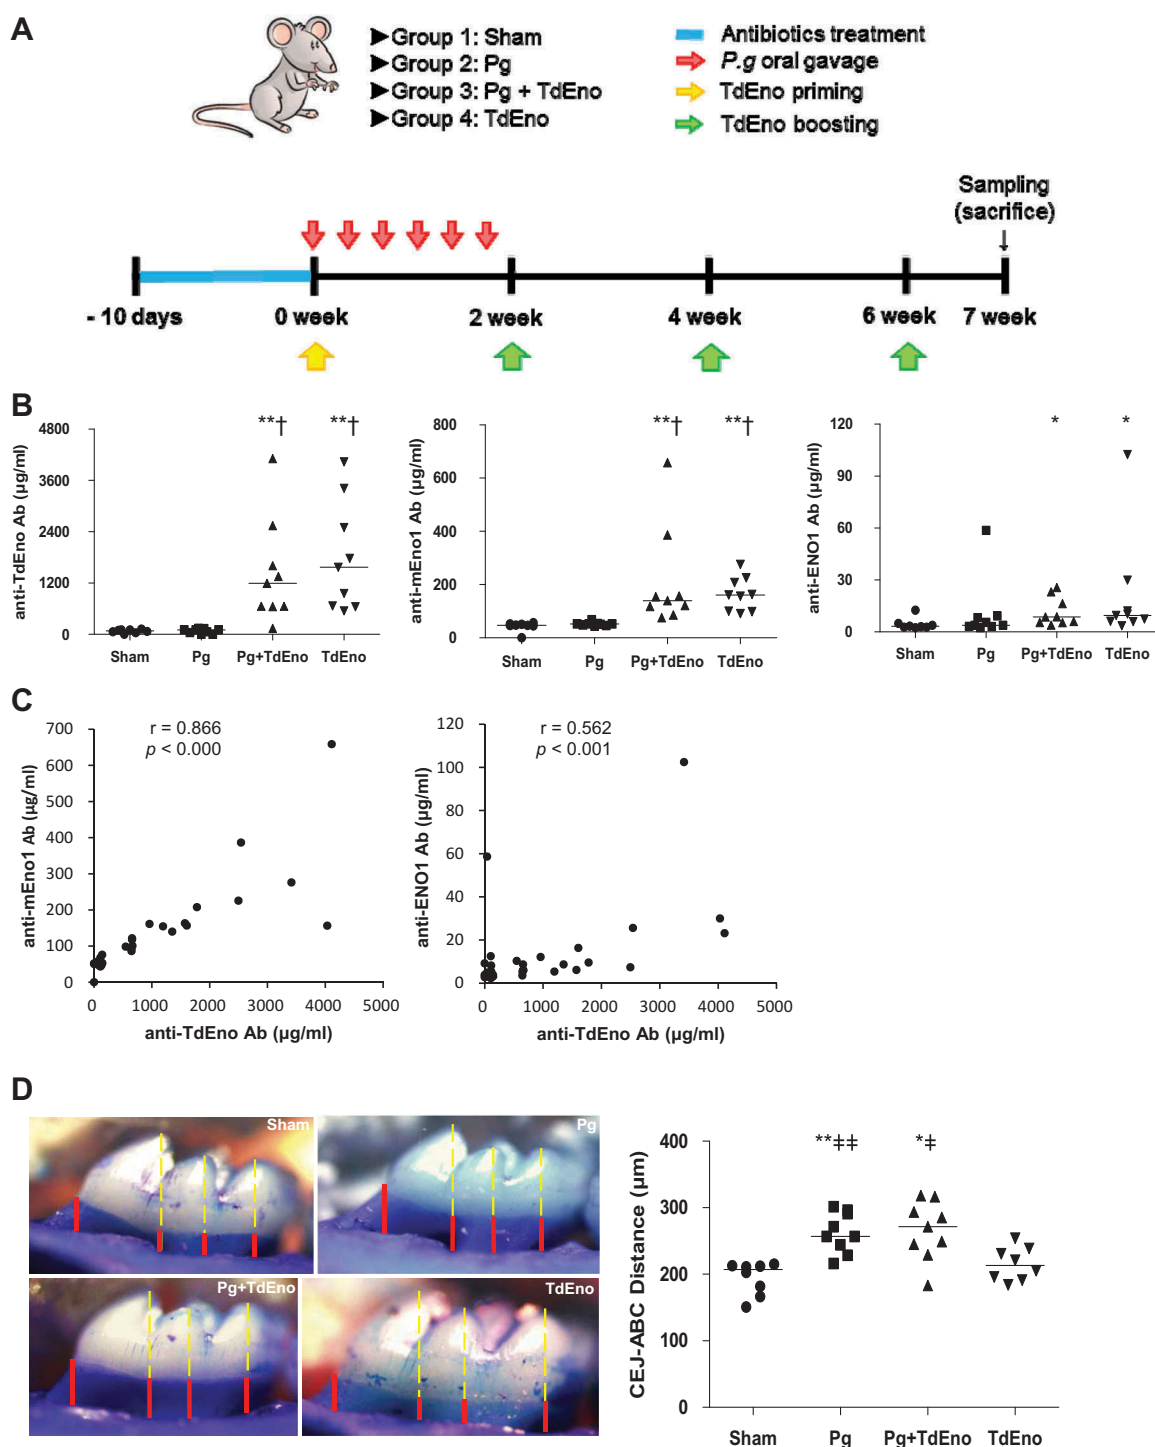 A
►Group 1: Sham
►Group 2: Pg
►Group 3: Pg + TdEno
►Group 4: TdEno
Antibiotics treatment
P.g oral gavage
TdEno priming
TdEno boosting
Sampling
(sacrifice)
- 10 days
0 week
2 week
4 week
6 week
7 week
B
anti-TdEno Ab (µg/ml)
4800
3600
2400
1200
0
**†
**†
Sham
Pg
Pg+TdEno
TdEno
anti-mEno1 Ab (µg/ml)
800
600
400
200
0
**†
**†
Sham
Pg
Pg+TdEno
TdEno
anti-ENO1 Ab (µg/ml)
120
90
60
30
0
*
*
Sham
Pg
Pg+TdEno
TdEno
C
r = 0.866
p < 0.000
anti-mEno1 Ab (µg/ml)
700
600
500
400
300
200
100
0
0
1000
2000
3000
4000
5000
anti-TdEno Ab (µg/ml)
r = 0.562
p < 0.001
anti-ENO1 Ab (µg/ml)
120
100
80
60
40
20
0
0
1000
2000
3000
4000
5000
anti-TdEno Ab (µg/ml)
D
Sham
Pg
Pg+TdEno
TdEno
CEJ-ABC Distance (µm)
400
300
200
100
0
**‡‡
*‡
Sham
Pg
Pg+TdEno
TdEno